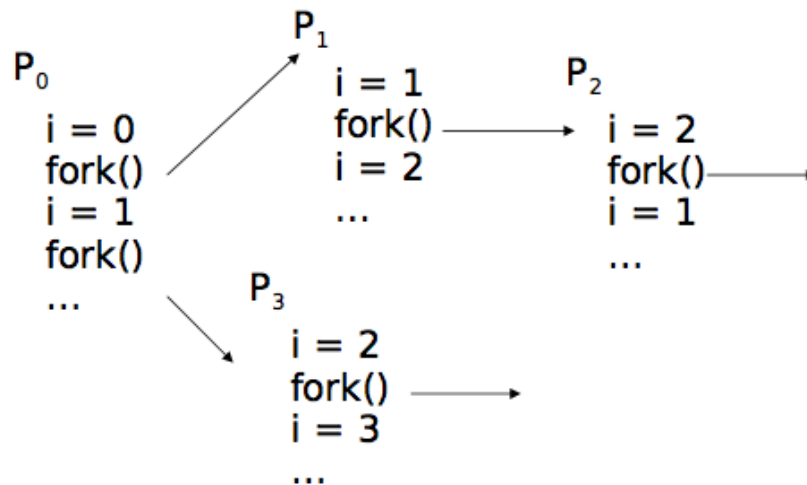 P₀
i = 0
fork()
i = 1
fork()
...
P₁
i = 1
fork()
i = 2
...
P₂
i = 2
fork()
i = 1
...
P₃
i = 2
fork()
i = 3
...